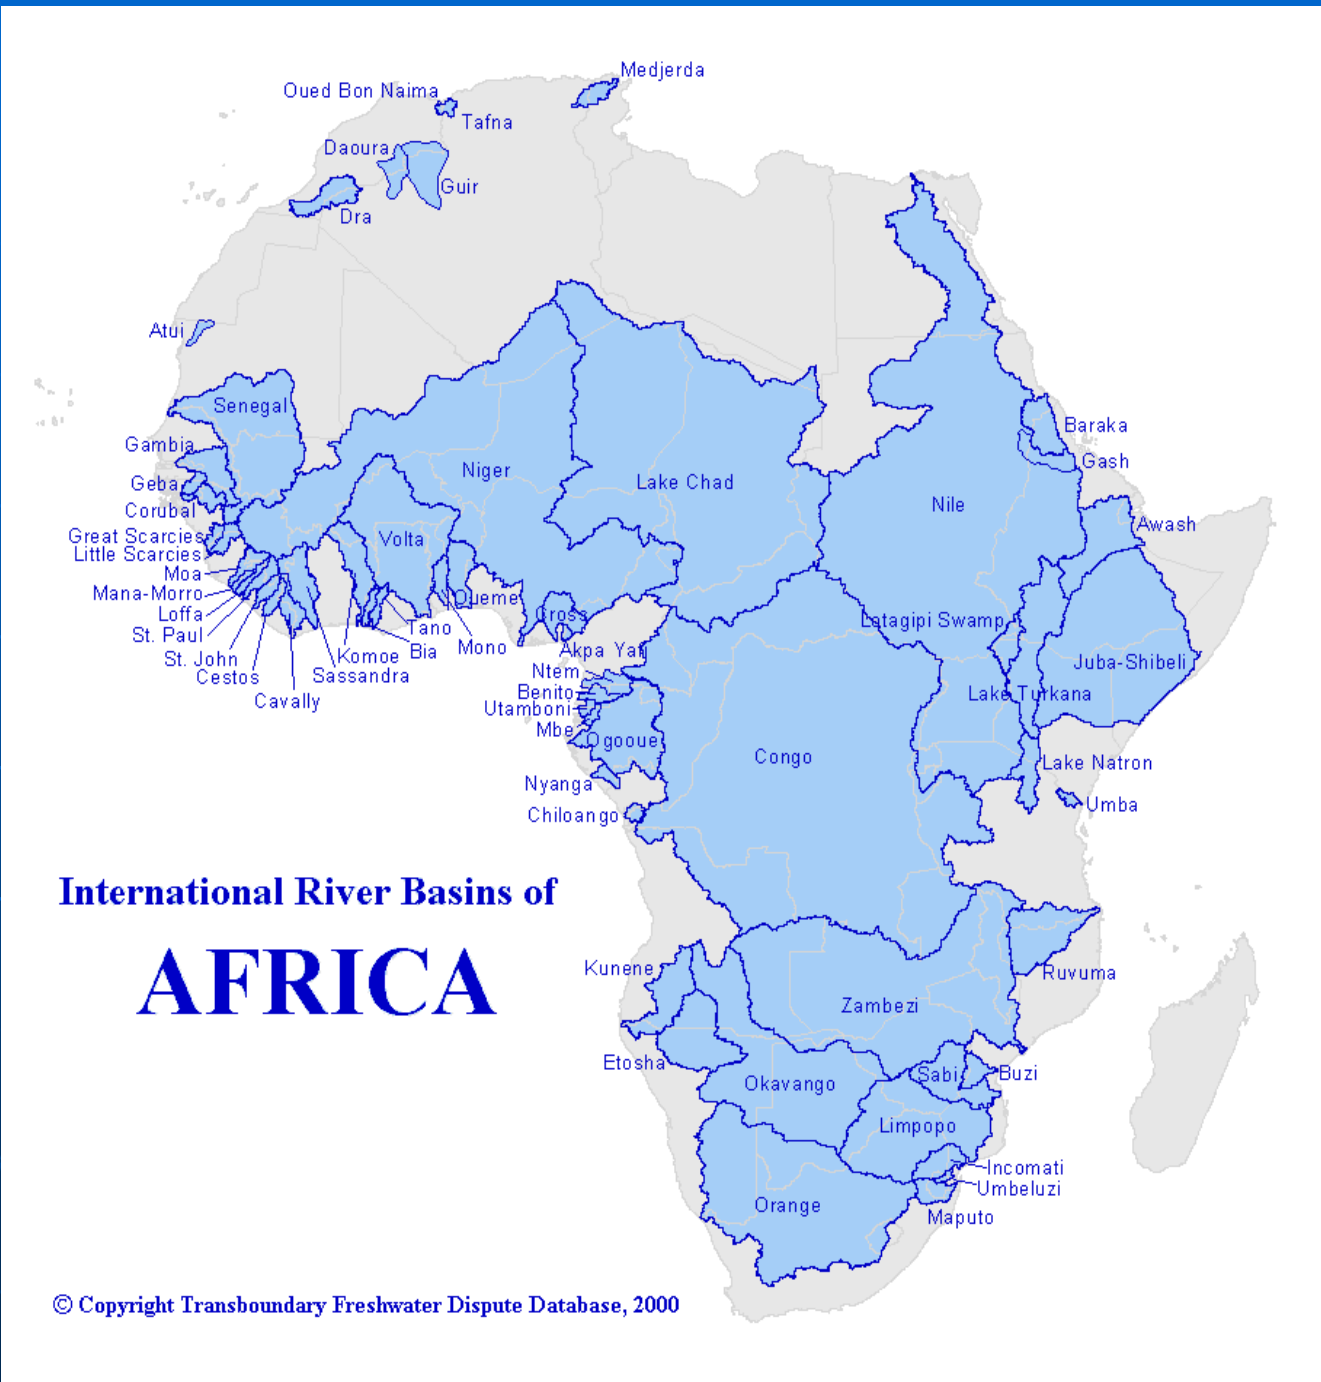 Medjerda
Oued Bon Naima
Tafna
Daoura
Guir
Dra
Atui
Senegal
Baraka
Gambia
Gash
Niger
Lake Chad
Geba
Nile
Corubal
Awash
Great Scarcies
Volta
Little Scarcies
Moa
Mana-Morro
Oueme
Loffa
Cross
Latagipi Swamp
St. Paul
Tano
Mono
Bia
Akpa Yafi
St. John
Komoe
Juba-Shibeli
Cestos
Sassandra
Ntem
Benito
Lake Turkana
Cavally
Utamboni
Mbe
Ogooue
Congo
Lake Natron
Nyanga
Umba
Chiloango
International River Basins of
AFRICA
Kunene
Ruvuma
Zambezi
Etosha
Okavango
Sabi
Buzi
Limpopo
Incomati
Umbeluzi
Orange
Maputo
© Copyright Transboundary Freshwater Dispute Database, 2000